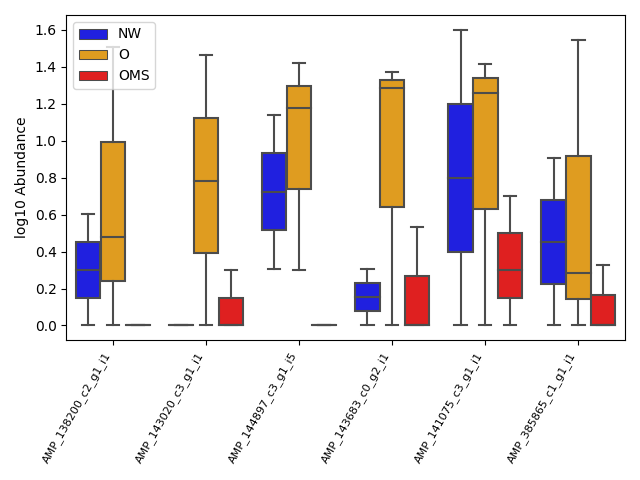 NW
O
OMS
log10 Abundance
1.6
1.4
1.2
1.0
0.8
0.6
0.4
0.2
0.0
AMP_138200_c2_g1_i1
AMP_143020_c3_g1_i1
AMP_144897_c3_g1_i5
AMP_143683_c0_g2_i1
AMP_141075_c3_g1_i1
AMP_385865_c1_g1_i1